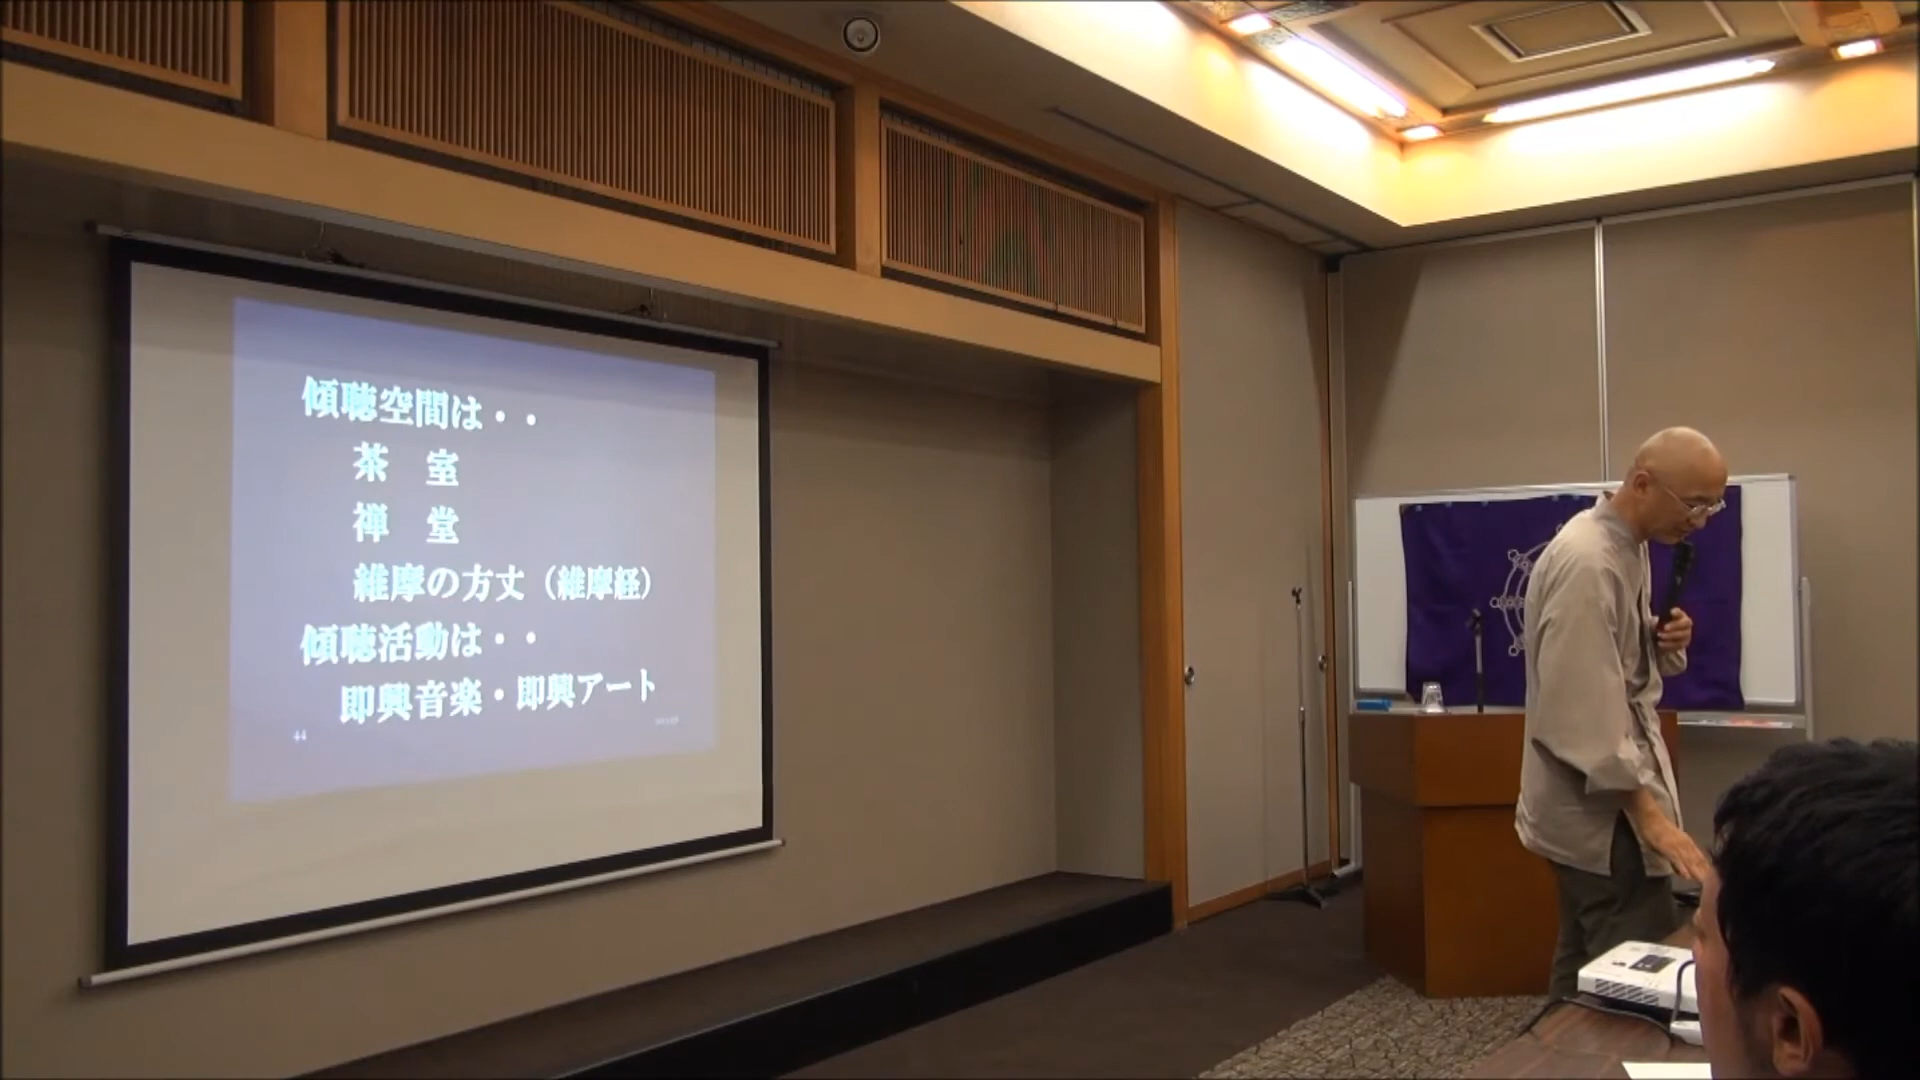 傾聴空間は・・
茶　室
禅　堂
維摩の方丈（維摩経）
傾聴活動は・・
即興音楽・即興アート
44